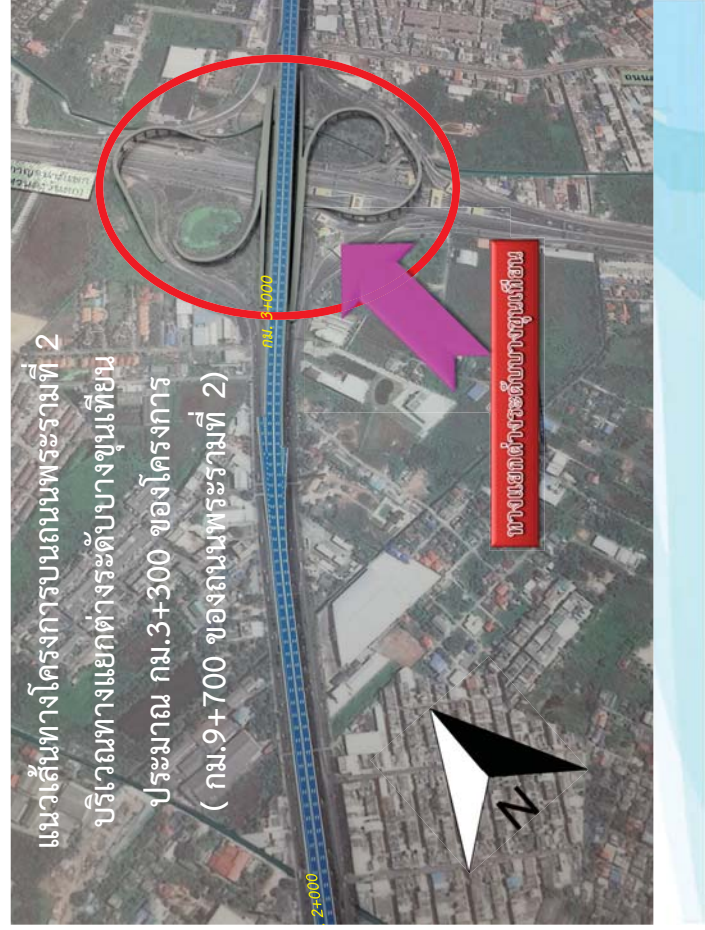 แนวเส้นทางโครงการบนถนนพระรามที่ 2
บริเวณทางแยกต่างระดับบางขุนเทียน
ประมาณ กม.3+300 ของโครงการ
( กม.9+700 ของถนนพระรามที่ 2)
2+000
กม. 3+000
ทางแยกต่างระดับบางขุนเทียน
N